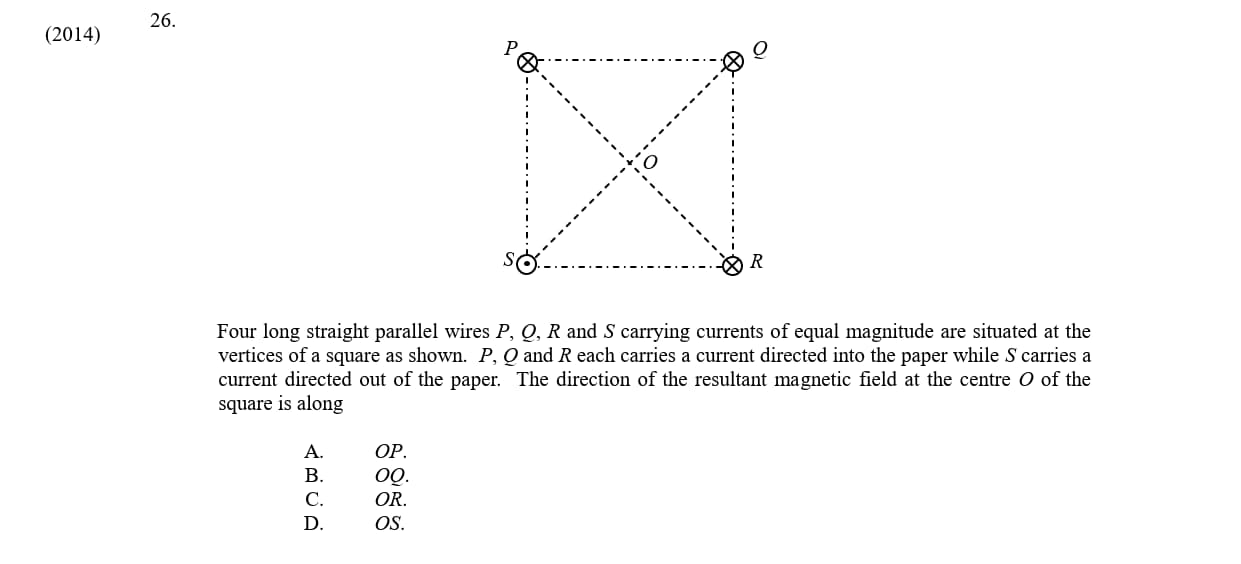 (2014)
26.
P
Q
O
S
R
Four long straight parallel wires P, Q, R and S carrying currents of equal magnitude are situated at the
vertices of a square as shown. P, Q and R each carries a current directed into the paper while S carries a
current directed out of the paper. The direction of the resultant magnetic field at the centre O of the
square is along
A. OP.
B. OQ.
C. OR.
D. OS.